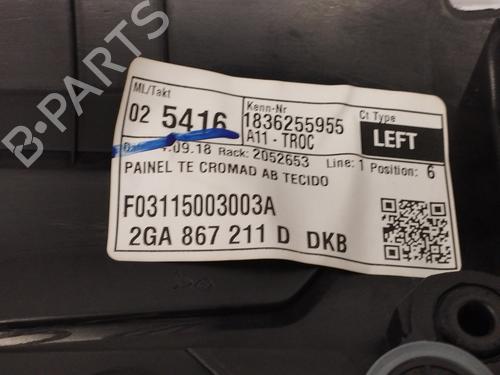 B-PARTS
ML/Takt
02 5416
Kenn-Nr
1836255955
A11 - TROC
Ct Type
LEFT
.09.18 Rack: 2052653 Line: 1 Position: 6
PAINEL TE CROMAD AB TECIDO
F03115003003A
2GA 867 211 D DKB